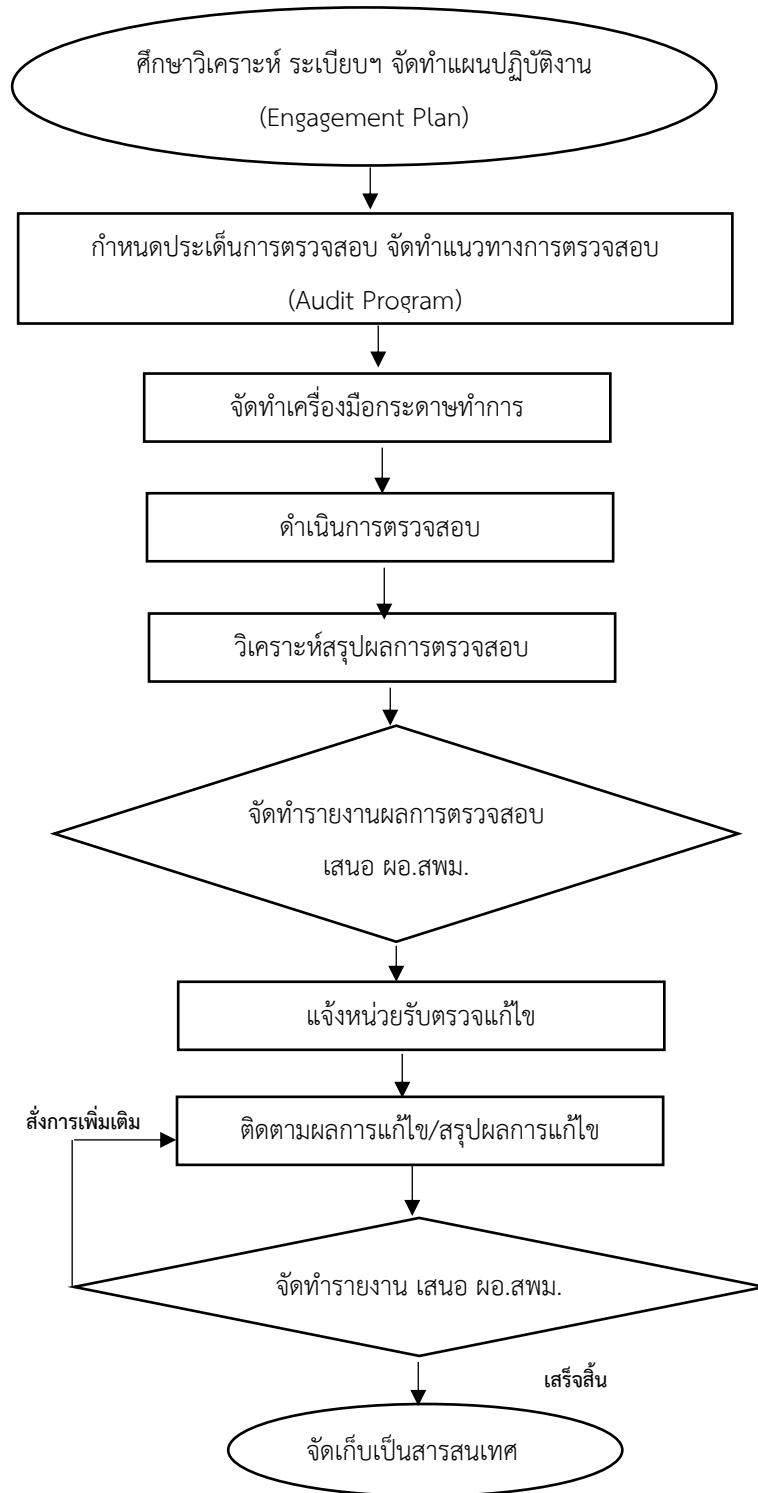 ศึกษาวิเคราะห์ ระเบียบฯ จัดทำแผนปฏิบัติงาน
(Engagement Plan)
กำหนดประเด็นการตรวจสอบ จัดทำแนวทางการตรวจสอบ
(Audit Program)
จัดทำเครื่องมือกระดาษทำการ
ดำเนินการตรวจสอบ
วิเคราะห์สรุปผลการตรวจสอบ
จัดทำรายงานผลการตรวจสอบ
เสนอ ผอ.สพม.
แจ้งหน่วยรับตรวจแก้ไข
สั่งการเพิ่มเติม
ติดตามผลการแก้ไข/สรุปผลการแก้ไข
จัดทำรายงาน เสนอ ผอ.สพม.
เสร็จสิ้น
จัดเก็บเป็นสารสนเทศ